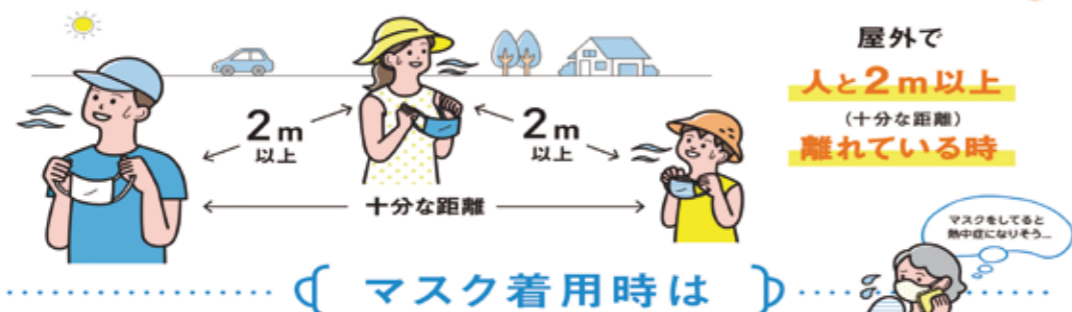 2m
以上
2m
以上
十分な距離
屋外で
人と2m以上
(十分な距離)
離れている時
マスクをしてると
熱中症になりそう…
マスク着用時は